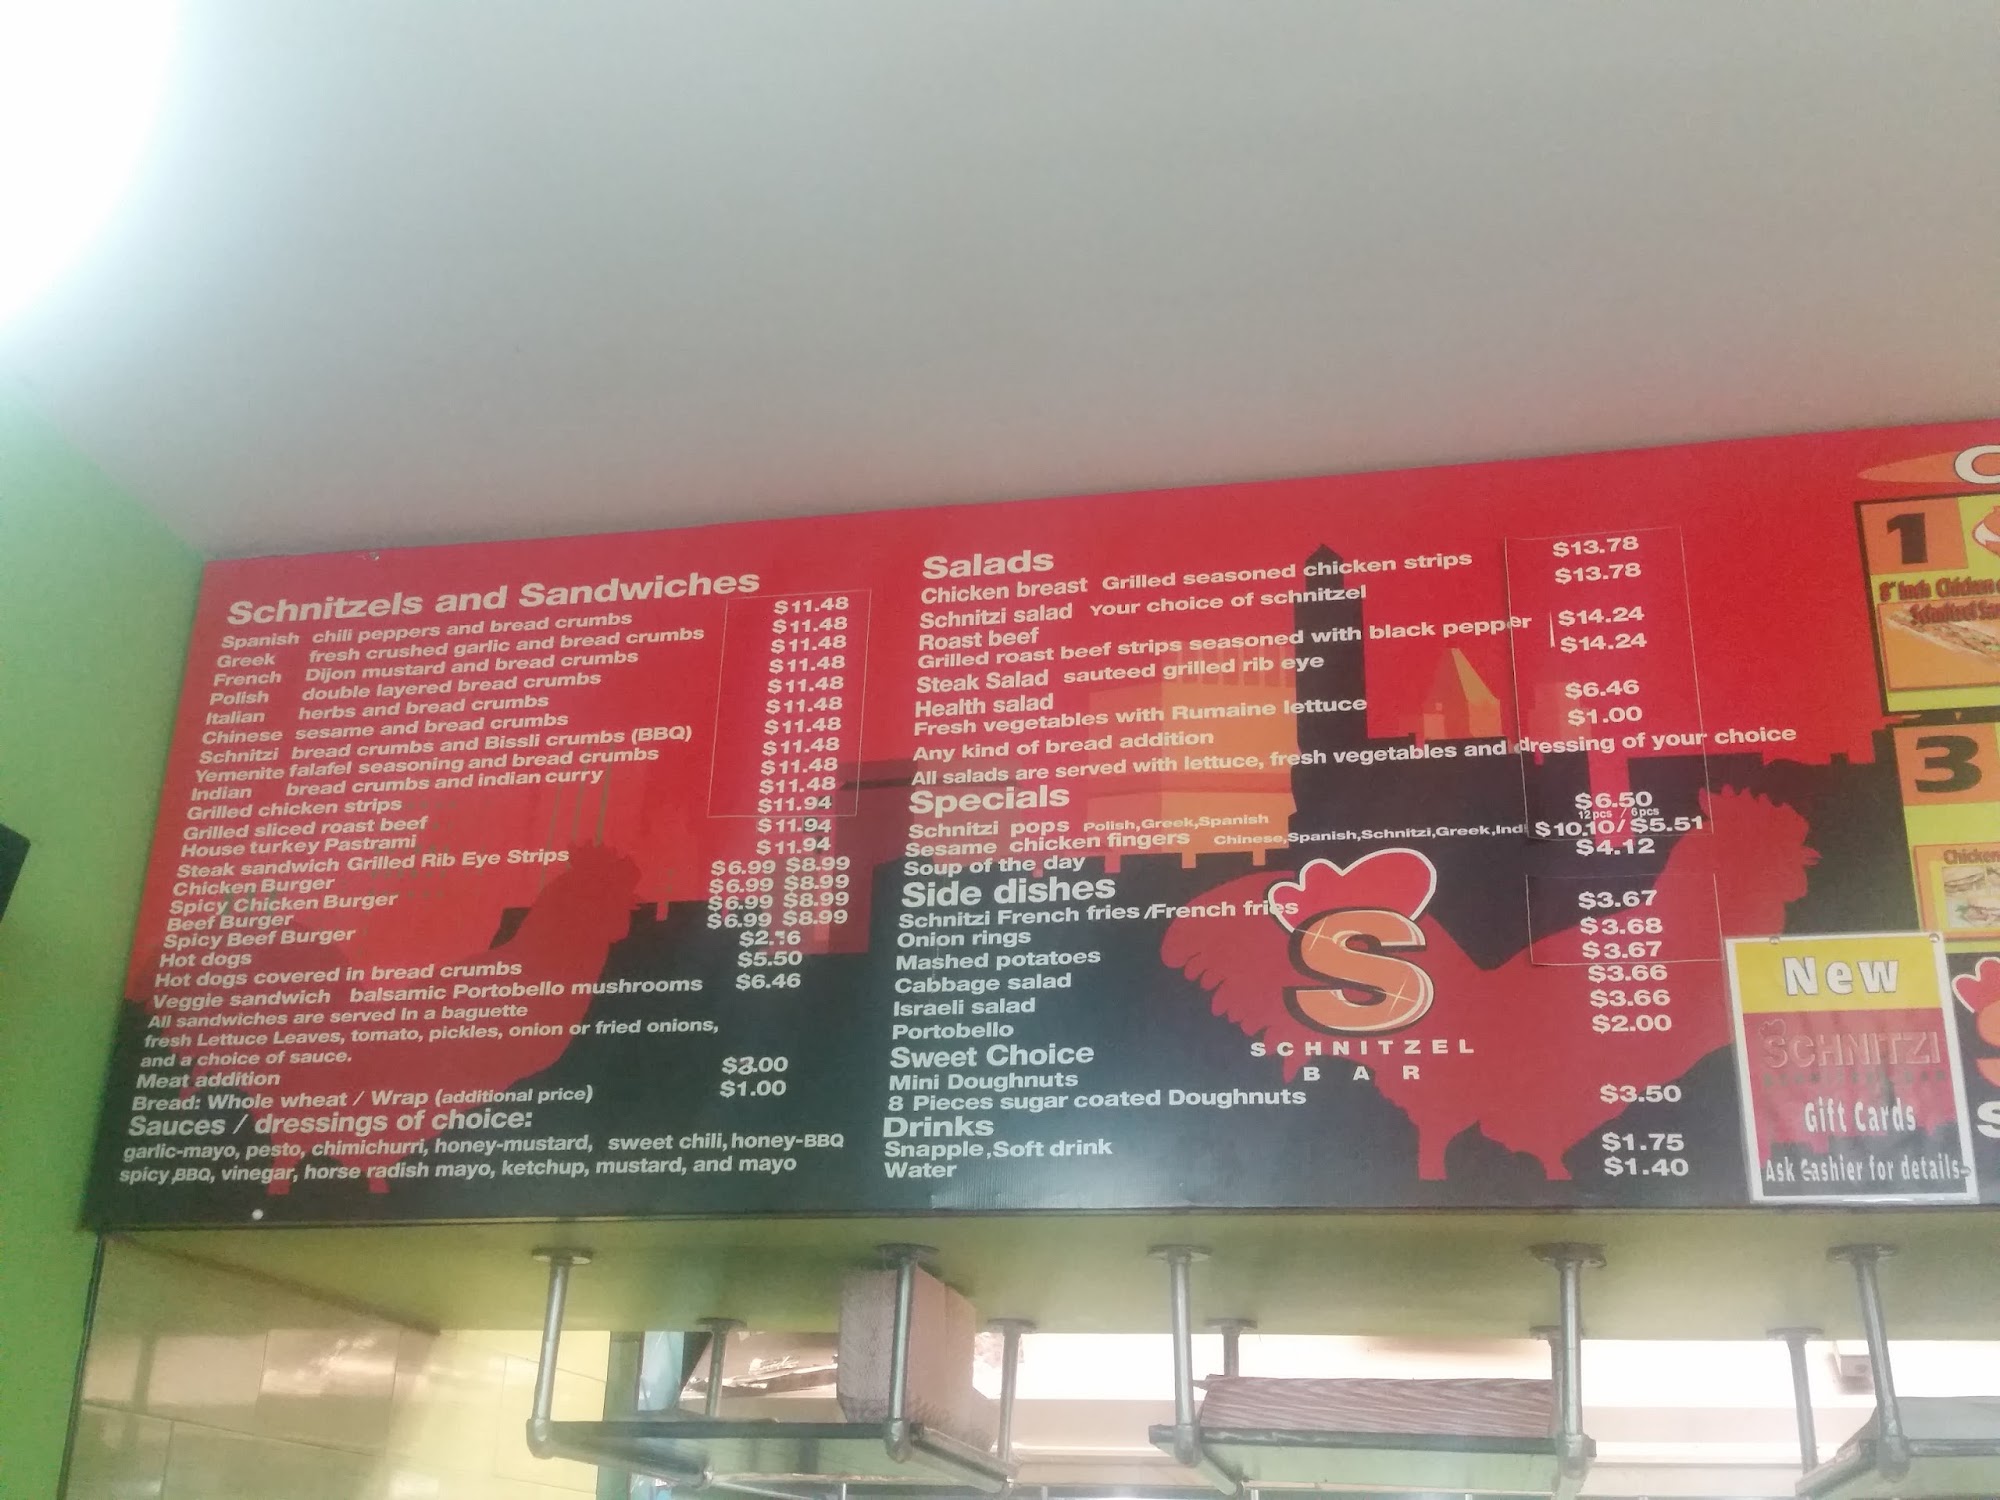 Schnitzels and Sandwiches
Spanish chili peppers and bread crumbs $11.48
Greek fresh crushed garlic and bread crumbs $11.48
French Dijon mustard and bread crumbs $11.48
Polish double layered bread crumbs $11.48
Italian herbs and bread crumbs $11.48
Chinese sesame and bread crumbs $11.48
Schnitzi bread crumbs and Bissli crumbs (BBQ) $11.48
Yemenite falafel seasoning and bread crumbs $11.48
Indian bread crumbs and indian curry $11.48
Grilled chicken strips $11.48
Grilled sliced roast beef $11.94
House turkey Pastrami $11.94
Steak sandwich Grilled Rib Eye Strips $11.94
Chicken Burger $6.99 $8.99
Spicy Chicken Burger $6.99 $8.99
Beef Burger $6.99 $8.99
Spicy Beef Burger $6.99 $8.99
Hot dogs $2.16
Hot dogs covered in bread crumbs $5.50
Veggie sandwich balsamic Portobello mushrooms $6.46
All sandwiches are served In a baguette
fresh Lettuce Leaves, tomato, pickles, onion or fried onions,
and a choice of sauce.
Meat addition $3.00
Bread: Whole wheat / Wrap (additional price) $1.00
Sauces / dressings of choice:
garlic-mayo, pesto, chimichurri, honey-mustard, sweet chili, honey-BBQ
spicy,BBQ, vinegar, horse radish mayo, ketchup, mustard, and mayo
Salads
Chicken breast Grilled seasoned chicken strips $13.78
Schnitzi salad Your choice of schnitzel $13.78
Roast beef
Grilled roast beef strips seasoned with black pepper $14.24
Steak Salad sauteed grilled rib eye $14.24
Health salad
Fresh vegetables with Rumaine lettuce $6.46
Any kind of bread addition $1.00
All salads are served with lettuce, fresh vegetables and dressing of your choice
Specials
Schnitzi pops Polish,Greek,Spanish $6.50
12 pcs / 6 pcs
Sesame chicken fingers Chinese,Spanish,Schnitzi,Greek,Indi $10.10/$5.51
Soup of the day $4.12
Side dishes
Schnitzi French fries /French fries $3.67
Onion rings $3.68
Mashed potatoes $3.67
Cabbage salad $3.66
Israeli salad $3.66
Portobello $2.00
Sweet Choice
Mini Doughnuts
8 Pieces sugar coated Doughnuts $3.50
Drinks
Snapple,Soft drink $1.75
Water $1.40
S
SCHNITZEL
BAR
C
1
8" Inch Chicken
3
Chicken
New
SCHNITZI
Gift Cards
Ask Cashier for details
S